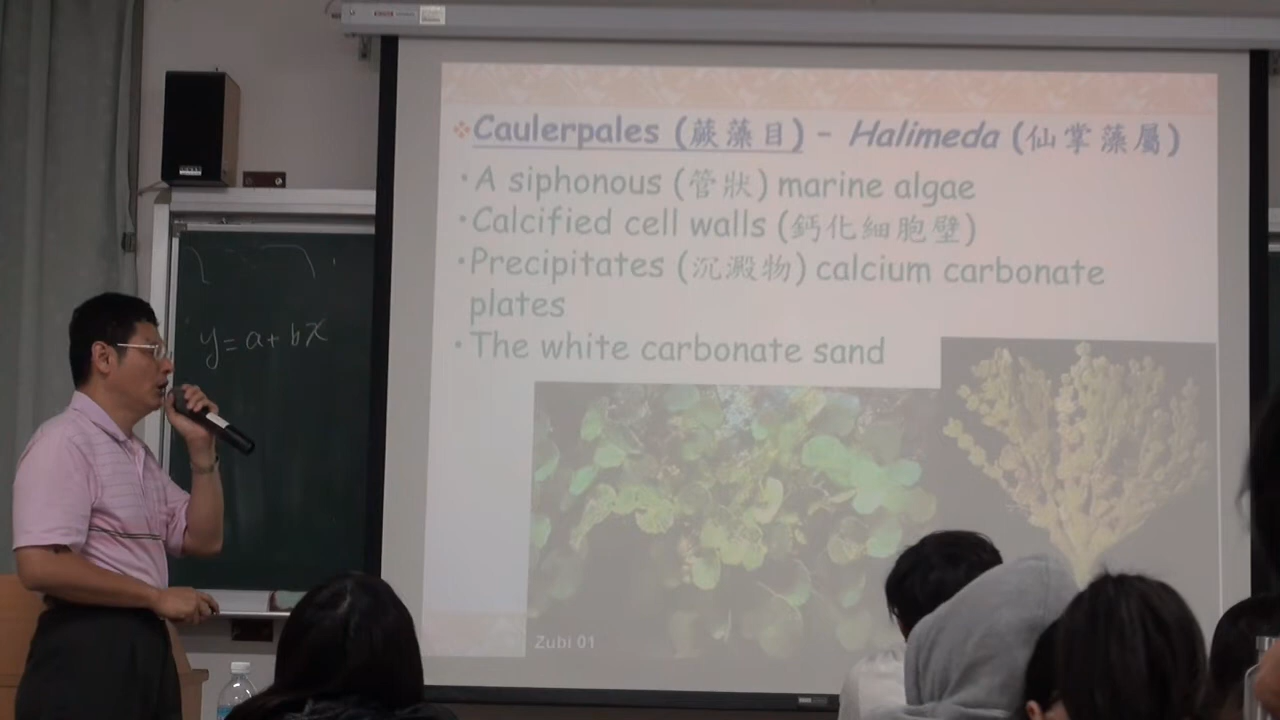 Caulerpales (蕨藻目) - Halimeda (仙掌藻屬)
•A siphonous (管狀) marine algae
•Calcified cell walls (鈣化細胞壁)
•Precipitates (沉澱物) calcium carbonate
plates
•The white carbonate sand
y=a+bx
Zubi 01